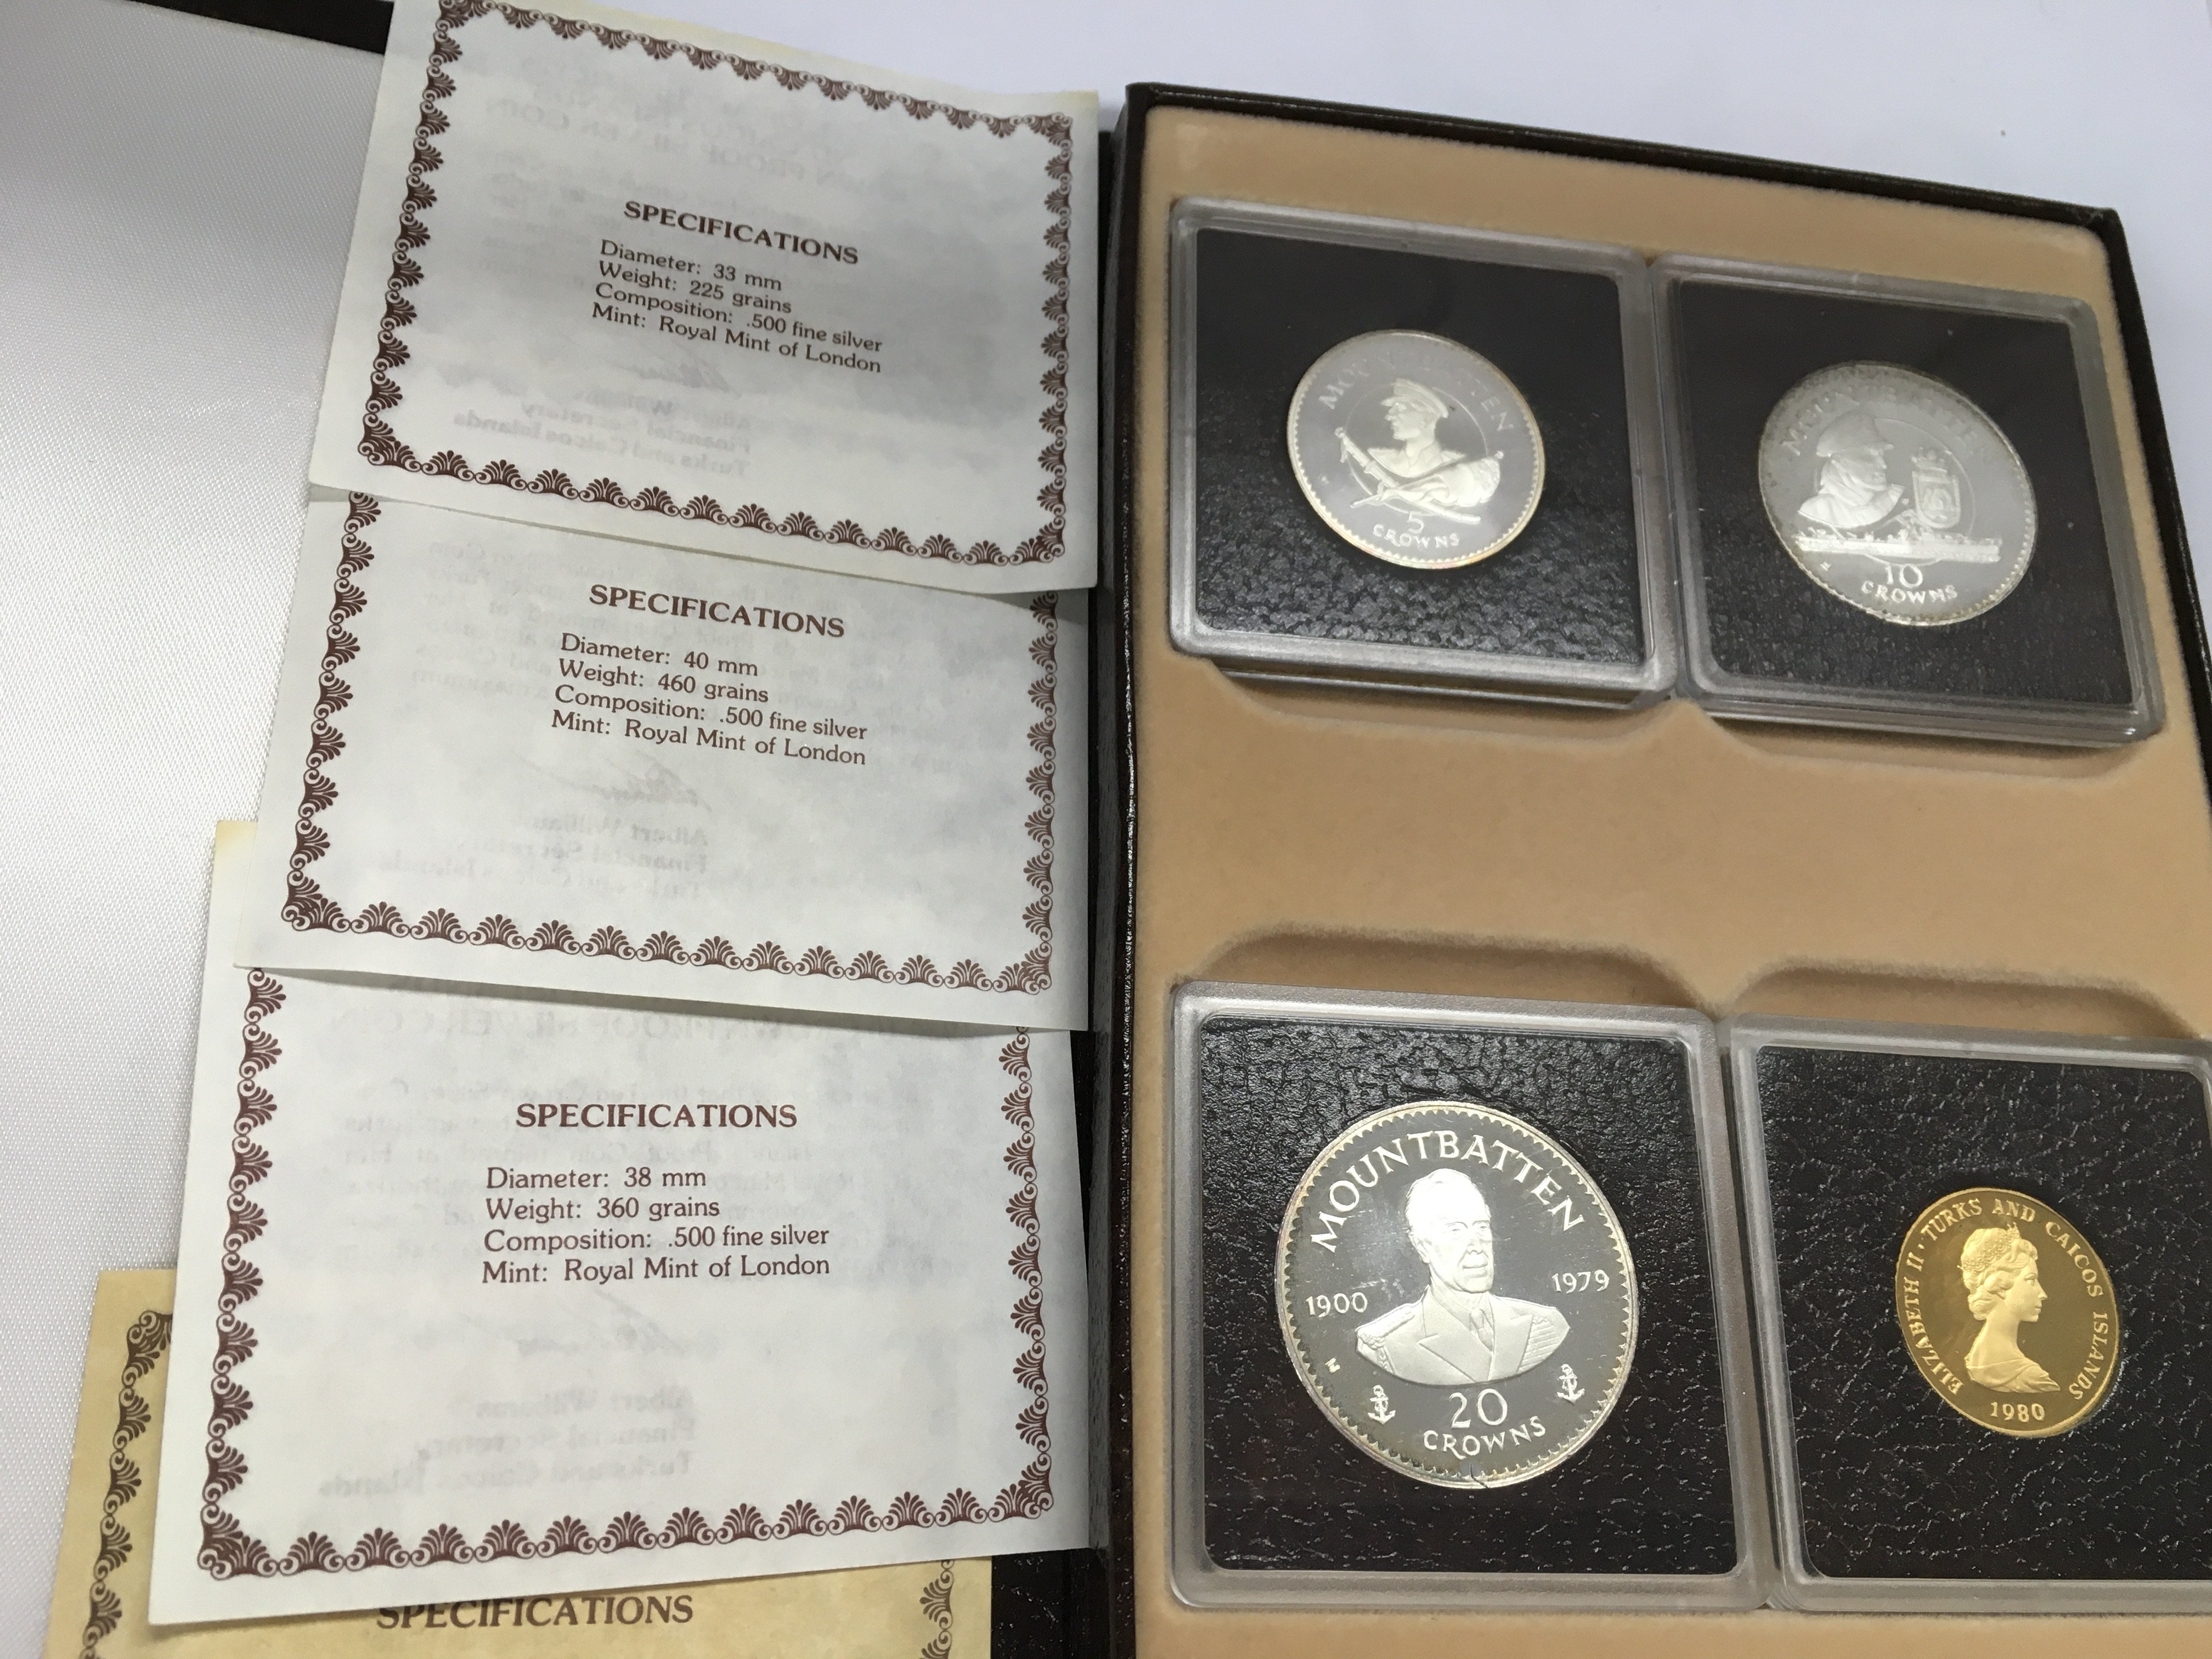 SPECIFICATIONS
Diameter: 33 mm
Weight: 225 grains
Composition: .500 fine silver
Mint: Royal Mint of London
SPECIFICATIONS
Diameter: 40 mm
Weight: 460 grains
Composition: .500 fine silver
Mint: Royal Mint of London
SPECIFICATIONS
Diameter: 38 mm
Weight: 360 grains
Composition: .500 fine silver
Mint: Royal Mint of London
SPECIFICATIONS
MOUNTBATTEN
5
CROWNS
MOUNTBATTEN
10
CROWNS
MOUNTBATTEN
1900 1979
20
CROWNS
ELIZABETH II · TURKS AND CAICOS ISLANDS
1980